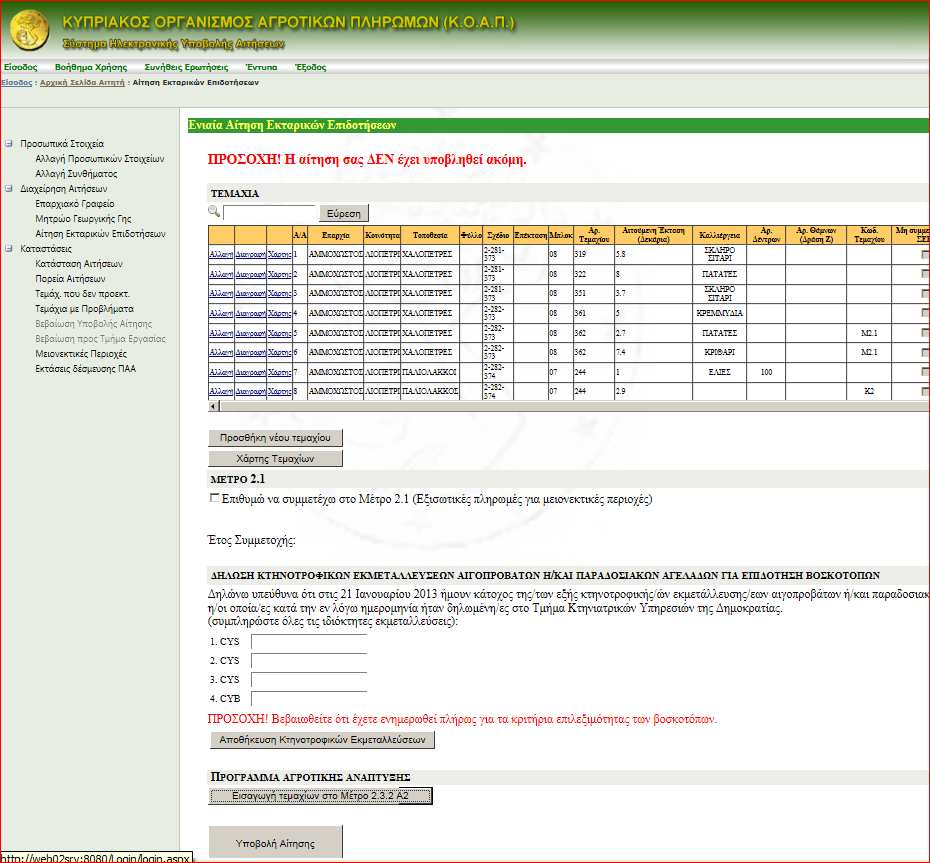 ΚΥΠΡΙΑΚΟΣ ΟΡΓΑΝΙΣΜΟΣ ΑΓΡΟΤΙΚΩΝ ΠΛΗΡΩΜΩΝ (Κ.Ο.Α.Π.)
Σύστημα Ηλεκτρονικής Υποβολής Αιτήσεων
Είσοδος Βοήθημα Χρήσης Συνήθεις Ερωτήσεις Έντυπα Έξοδος
Είσοδος : Αρχική Σελίδα Αιτητή : Αίτηση Εκταρικών Επιδοτήσεων
Προσωπικά Στοιχεία
Αλλαγή Προσωπικών Στοιχείων
Αλλαγή Συνθήματος
Διαχείρηση Αιτήσεων
Επαρχιακό Γραφείο
Μητρώο Γεωργικής Γης
Αίτηση Εκταρικών Επιδοτήσεων
Καταστάσεις
Κατάσταση Αιτήσεων
Πορεία Αιτήσεων
Τεμάχ. που δεν προεκτ.
Τεμάχια με Προβλήματα
Βεβαίωση Υποβολής Αίτησης
Βεβαίωση προς Τμήμα Εργασίας
Μειονεκτικές Περιοχές
Εκτάσεις δέσμευσης ΠΑΑ
Ενιαία Αίτηση Εκταρικών Επιδοτήσεων
ΠΡΟΣΟΧΗ! Η αίτηση σας ΔΕΝ έχει υποβληθεί ακόμη.
ΤΕΜΑΧΙΑ
Εύρεση
Α/Α Επαρχία Κοινότητα Τοποθεσία Φύλλο Σχέδιο Επέκταση Μπλοκ Αρ. Τεμαχίου Αιτούμενη Έκταση (Δεκάρια) Καλλιέργεια Αρ. Δέντρων Αρ. Θάμνων (Δράση Ζ) Κωδ. Τεμαχίου Μη συμμε
Αλλαγή Διαγραφή Χάρτης 1 ΑΜΜΟΧΩΣΤΟΣ ΛΙΟΠΕΤΡΙ ΧΑΛΟΠΕΤΡΕΣ 2-281-373 08 319 5.8 ΣΚΛΗΡΟ ΣΙΤΑΡΙ
Αλλαγή Διαγραφή Χάρτης 2 ΑΜΜΟΧΩΣΤΟΣ ΛΙΟΠΕΤΡΙ ΧΑΛΟΠΕΤΡΕΣ 2-281-373 08 322 8 ΠΑΤΑΤΕΣ
Αλλαγή Διαγραφή Χάρτης 3 ΑΜΜΟΧΩΣΤΟΣ ΛΙΟΠΕΤΡΙ ΧΑΛΟΠΕΤΡΕΣ 2-281-373 08 351 3.7 ΣΚΛΗΡΟ ΣΙΤΑΡΙ
Αλλαγή Διαγραφή Χάρτης 4 ΑΜΜΟΧΩΣΤΟΣ ΛΙΟΠΕΤΡΙ ΧΑΛΟΠΕΤΡΕΣ 2-282-373 08 361 5 ΚΡΕΜΜΥΔΙΑ
Αλλαγή Διαγραφή Χάρτης 5 ΑΜΜΟΧΩΣΤΟΣ ΛΙΟΠΕΤΡΙ ΧΑΛΟΠΕΤΡΕΣ 2-282-373 08 362 2.7 ΠΑΤΑΤΕΣ Μ2.1
Αλλαγή Διαγραφή Χάρτης 6 ΑΜΜΟΧΩΣΤΟΣ ΛΙΟΠΕΤΡΙ ΧΑΛΟΠΕΤΡΕΣ 2-282-373 08 362 7.4 ΚΡΙΘΑΡΙ Μ2.1
Αλλαγή Διαγραφή Χάρτης 7 ΑΜΜΟΧΩΣΤΟΣ ΛΙΟΠΕΤΡΙ ΠΑΛΙΟΛΑΚΚΟΙ 2-282-374 07 244 1 ΕΛΙΕΣ 100
Αλλαγή Διαγραφή Χάρτης 8 ΑΜΜΟΧΩΣΤΟΣ ΛΙΟΠΕΤΡΙ ΠΑΛΙΟΛΑΚΚΟΣ 2-282-374 07 244 2.9 Κ2
Προσθήκη νέου τεμαχίου
Χάρτης Τεμαχίων
ΜΕΤΡΟ 2.1
Επιθυμώ να συμμετέχω στο Μέτρο 2.1 (Εξισωτικές πληρωμές για μειονεκτικές περιοχές)
Έτος Συμμετοχής:
ΔΗΛΩΣΗ ΚΤΗΝΟΤΡΟΦΙΚΩΝ ΕΚΜΕΤΑΛΛΕΥΣΕΩΝ ΑΙΓΟΠΡΟΒΑΤΩΝ Η/ΚΑΙ ΠΑΡΑΔΟΣΙΑΚΩΝ ΑΓΕΛΑΔΩΝ ΓΙΑ ΕΠΙΔΟΤΗΣΗ ΒΟΣΚΟΤΟΠΩΝ
Δηλώνω υπεύθυνα ότι στις 21 Ιανουαρίου 2013 ήμουν κάτοχος της/των εξής κτηνοτροφικής/ών εκμετάλλευσης/εων αιγοπροβάτων ή/και παραδοσιακ
η/οι οποία/ες κατά την εν λόγω ημερομηνία ήταν δηλωμένη/ες στο Τμήμα Κτηνιατρικών Υπηρεσιών της Δημοκρατίας.
(συμπληρώστε όλες τις ιδιόκτητες εκμεταλλεύσεις):
1. CYS
2. CYS
3. CYS
4. CYB
ΠΡΟΣΟΧΗ! Βεβαιωθείτε ότι έχετε ενημερωθεί πλήρως για τα κριτήρια επιλεξιμότητας των βοσκοτόπων.
Αποθήκευση Κτηνοτροφικών Εκμεταλλεύσεων
ΠΡΟΓΡΑΜΜΑ ΑΓΡΟΤΙΚΗΣ ΑΝΑΠΤΥΞΗΣ
Εισαγωγή τεμαχίων στο Μέτρο 2.3.2 Α2
Υποβολή Αίτησης
http://web02srv:8080/Login/login.aspx